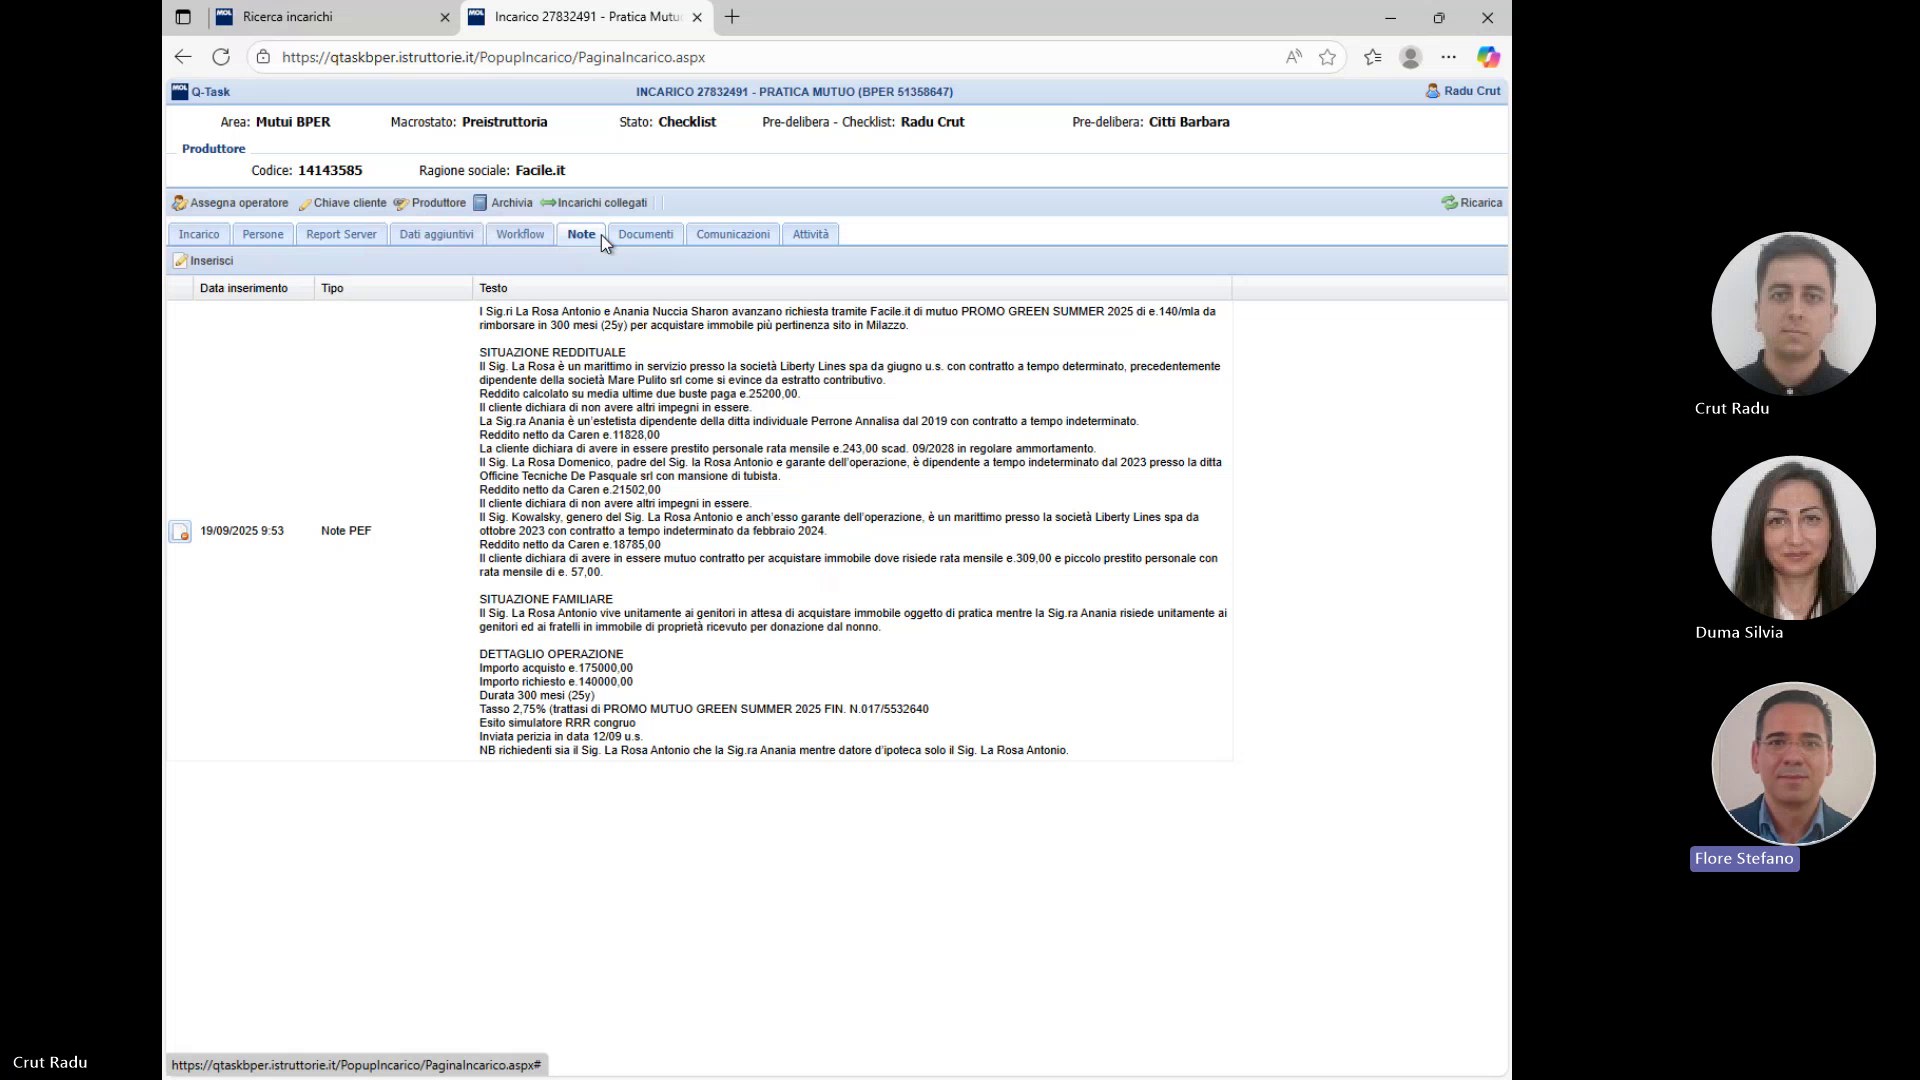 MOL Ricerca incarichi
MOL Incarico 27832491 - Pratica Mutu
https://qtaskbper.istruttorie.it/PopupIncarico/PaginaIncarico.aspx
MOL Q-Task INCARICO 27832491 - PRATICA MUTUO (BPER 51358647) Radu Crut
Area: Mutui BPER Macrostato: Preistruttoria Stato: Checklist Pre-delibera - Checklist: Radu Crut Pre-delibera: Citti Barbara
Produttore
Codice: 14143585 Ragione sociale: Facile.it
Assegna operatore Chiave cliente Produttore Archivia Incarichi collegati Ricarica
Incarico Persone Report Server Dati aggiuntivi Workflow Note Documenti Comunicazioni Attività
Inserisci
Data inserimento Tipo Testo
I Sig.ri La Rosa Antonio e Anania Nuccia Sharon avanzano richiesta tramite Facile.it di mutuo PROMO GREEN SUMMER 2025 di e.140/mla da
rimborsare in 300 mesi (25y) per acquistare immobile più pertinenza sito in Milazzo.
SITUAZIONE REDDITUALE
Il Sig. La Rosa è un marittimo in servizio presso la società Liberty Lines spa da giugno u.s. con contratto a tempo determinato, precedentemente
dipendente della società Mare Pulito srl come si evince da estratto contributivo.
Reddito calcolato su media ultime due buste paga e.25200,00.
Il cliente dichiara di non avere altri impegni in essere.
La Sig.ra Anania è un'estetista dipendente della ditta individuale Perrone Annalisa dal 2019 con contratto a tempo indeterminato.
Reddito netto da Caren e.11828,00
La cliente dichiara di avere in essere prestito personale rata mensile e.243,00 scad. 09/2028 in regolare ammortamento.
Il Sig. La Rosa Domenico, padre del Sig. la Rosa Antonio e garante dell'operazione, è dipendente a tempo indeterminato dal 2023 presso la ditta
Officine Tecniche De Pasquale srl con mansione di tubista.
Reddito netto da Caren e.21502,00
Il cliente dichiara di non avere altri impegni in essere.
Il Sig. Kowalsky, genero del Sig. La Rosa Antonio e anch'esso garante dell'operazione, è un marittimo presso la società Liberty Lines spa da
ottobre 2023 con contratto a tempo indeterminato da febbraio 2024.
19/09/2025 9:53 Note PEF
Reddito netto da Caren e.18785,00
Il cliente dichiara di avere in essere mutuo contratto per acquistare immobile dove risiede rata mensile e.309,00 e piccolo prestito personale con
rata mensile di e. 57,00.
SITUAZIONE FAMILIARE
Il Sig. La Rosa Antonio vive unitamente ai genitori in attesa di acquistare immobile oggetto di pratica mentre la Sig.ra Anania risiede unitamente ai
genitori ed ai fratelli in immobile di proprietà ricevuto per donazione dal nonno.
DETTAGLIO OPERAZIONE
Importo acquisto e.175000,00
Importo richiesto e.140000,00
Durata 300 mesi (25y)
Tasso 2,75% (trattasi di PROMO MUTUO GREEN SUMMER 2025 FIN. N.017/5532640
Esito simulatore RRR congruo
Inviata perizia in data 12/09 u.s.
NB richiedenti sia il Sig. La Rosa Antonio che la Sig.ra Anania mentre datore d'ipoteca solo il Sig. La Rosa Antonio.
https://qtaskbper.istruttorie.it/PopupIncarico/PaginaIncarico.aspx#
Crut Radu
Crut Radu
Duma Silvia
Flore Stefano